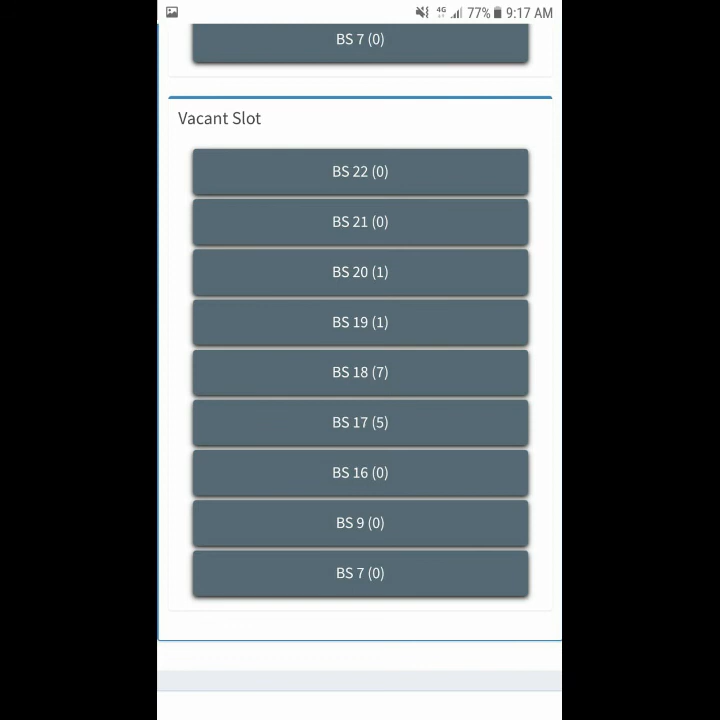 4G 77% 9:17 AM
BS 7 (0)
Vacant Slot
BS 22 (0)
BS 21 (0)
BS 20 (1)
BS 19 (1)
BS 18 (7)
BS 17 (5)
BS 16 (0)
BS 9 (0)
BS 7 (0)